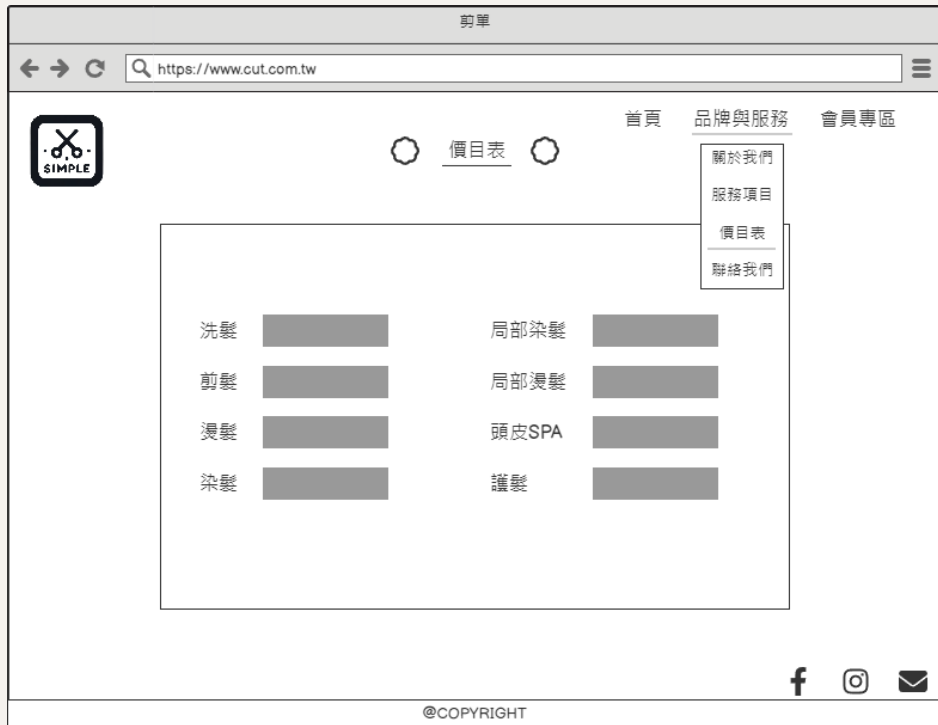 剪單
https://www.cut.com.tw
首頁 品牌與服務 會員專區
SIMPLE
價目表
關於我們
服務項目
價目表
聯絡我們
洗髮 局部染髮
剪髮 局部燙髮
燙髮 頭皮SPA
染髮 護髮
@COPYRIGHT